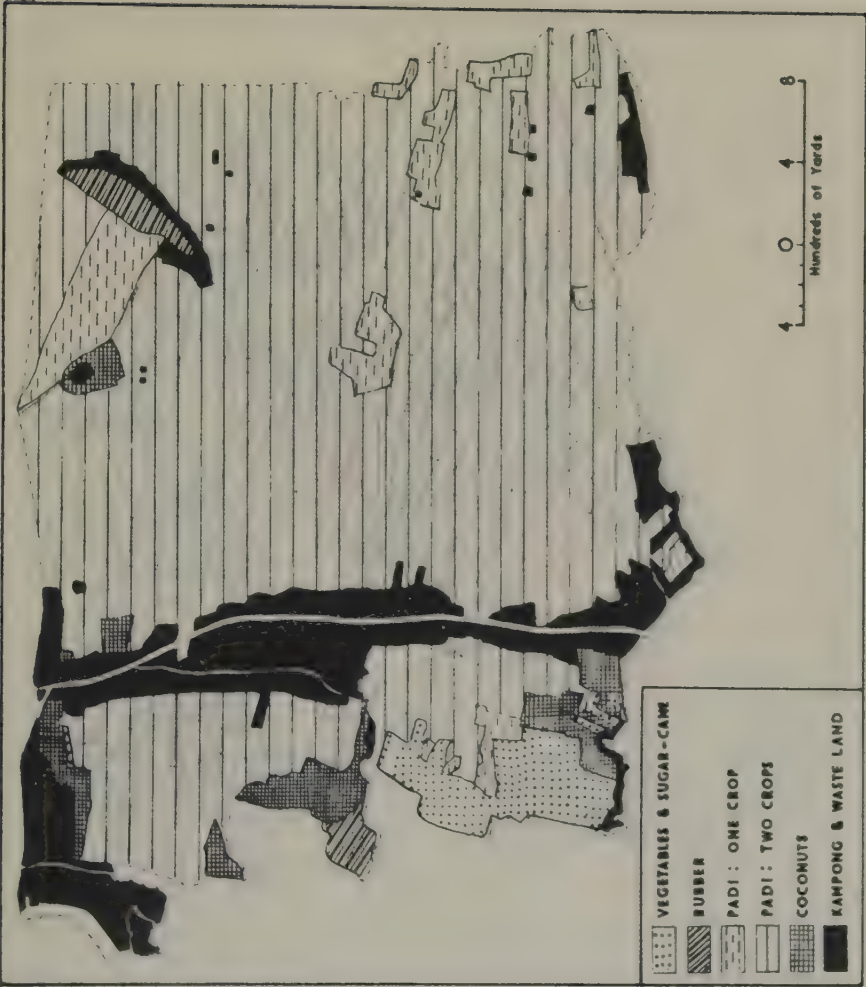 VEGETABLES & SUGAR-CANE
RUBBER
PADI : ONE CROP
PADI : TWO CROPS
COCONUTS
KAMPONG & WASTE LAND
4 0 4 8
Hundreds of Yards